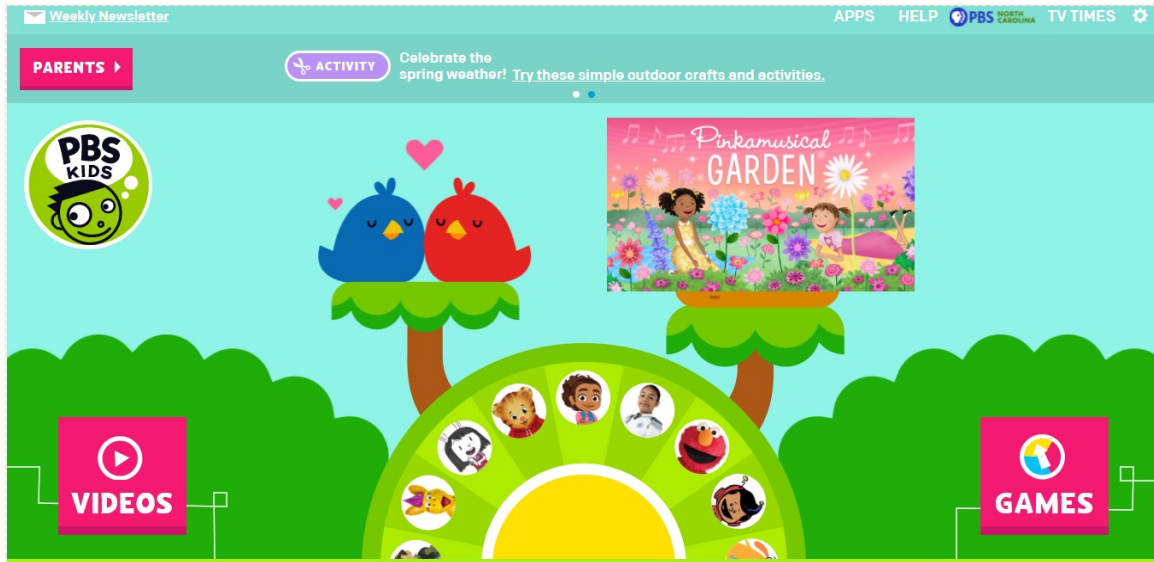 Weekly Newsletter
APPS HELP PBS NORTH CAROLINA TV TIMES
PARENTS
ACTIVITY
Celebrate the
spring weather! Try these simple outdoor crafts and activities.
PBS
KIDS
Pinkamusical
GARDEN
VIDEOS
GAMES